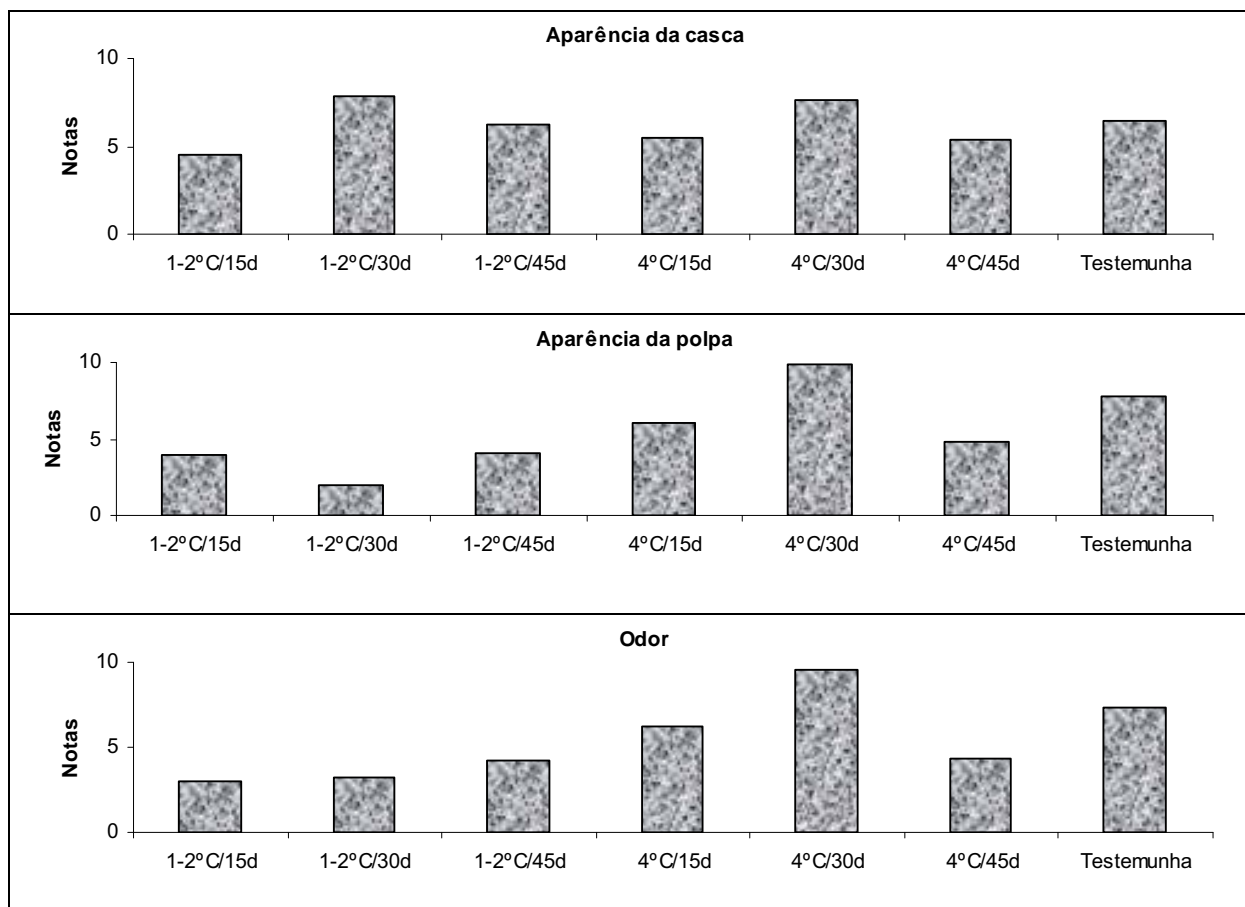 Aparência da casca
10
5
0
Notas
1-2ºC/15d 1-2ºC/30d 1-2ºC/45d 4ºC/15d 4ºC/30d 4ºC/45d Testemunha
Aparência da polpa
10
5
0
Notas
1-2ºC/15d 1-2ºC/30d 1-2ºC/45d 4ºC/15d 4ºC/30d 4ºC/45d Testemunha
Odor
10
5
0
Notas
1-2ºC/15d 1-2ºC/30d 1-2ºC/45d 4ºC/15d 4ºC/30d 4ºC/45d Testemunha